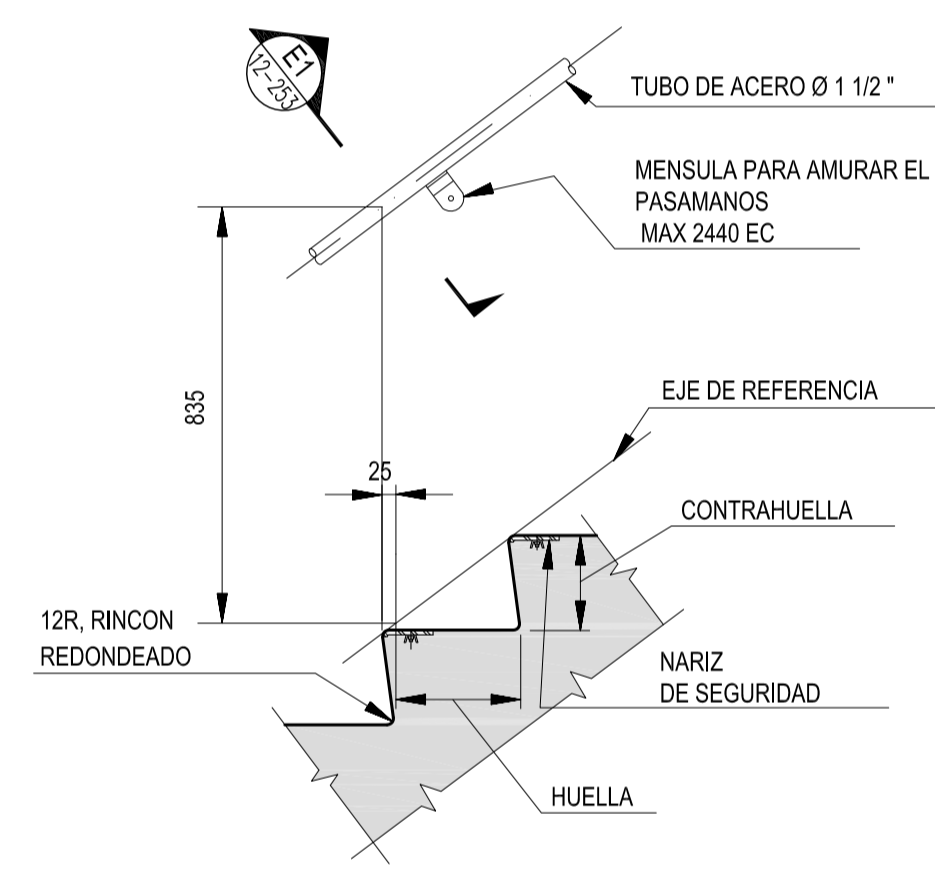 E1
12-253
TUBO DE ACERO Ø 1 1/2 "
MENSULA PARA AMURAR EL
PASAMANOS
MAX 2440 EC
835
EJE DE REFERENCIA
25
CONTRAHUELLA
12R, RINCON
REDONDEADO
NARIZ
DE SEGURIDAD
HUELLA